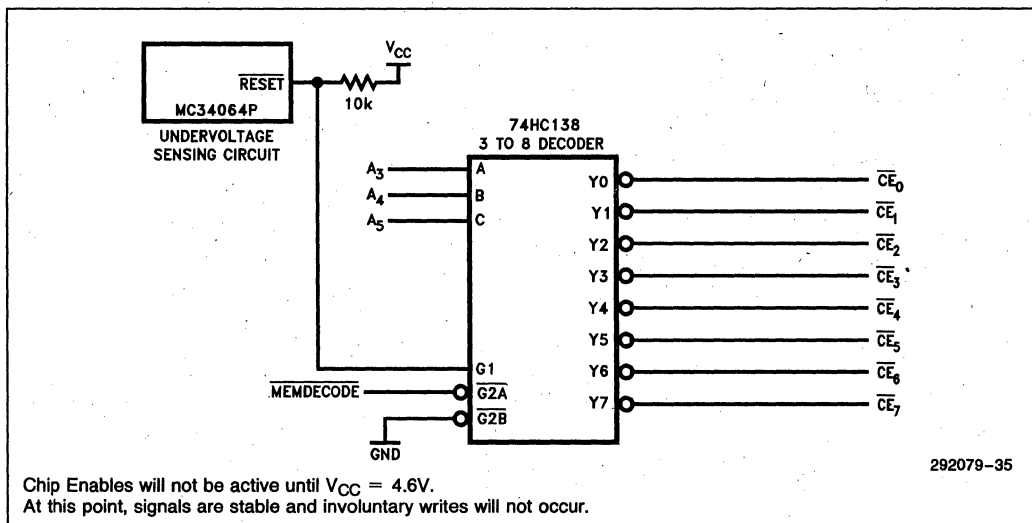 V̅CC
RESET
MC34064P
10k
UNDERVOLTAGE
SENSING CIRCUIT
74HC138
3 TO 8 DECODER
A3
A
Y0
CE0
A4
B
Y1
CE1
A5
C
Y2
CE2
Y3
CE3
Y4
CE4
Y5
CE5
G1
Y6
CE6
MEMDECODE
G2A
Y7
CE7
G2B
GND
292079-35
Chip Enables will not be active until VCC = 4.6V.
At this point, signals are stable and involuntary writes will not occur.